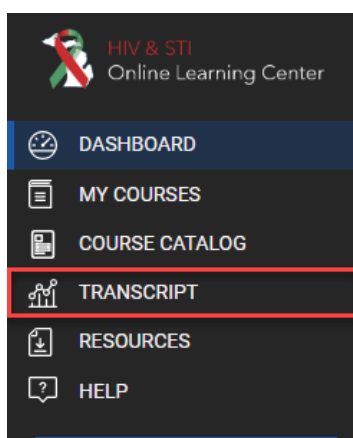 HIV & STI
Online Learning Center
DASHBOARD
MY COURSES
COURSE CATALOG
TRANSCRIPT
RESOURCES
? HELP